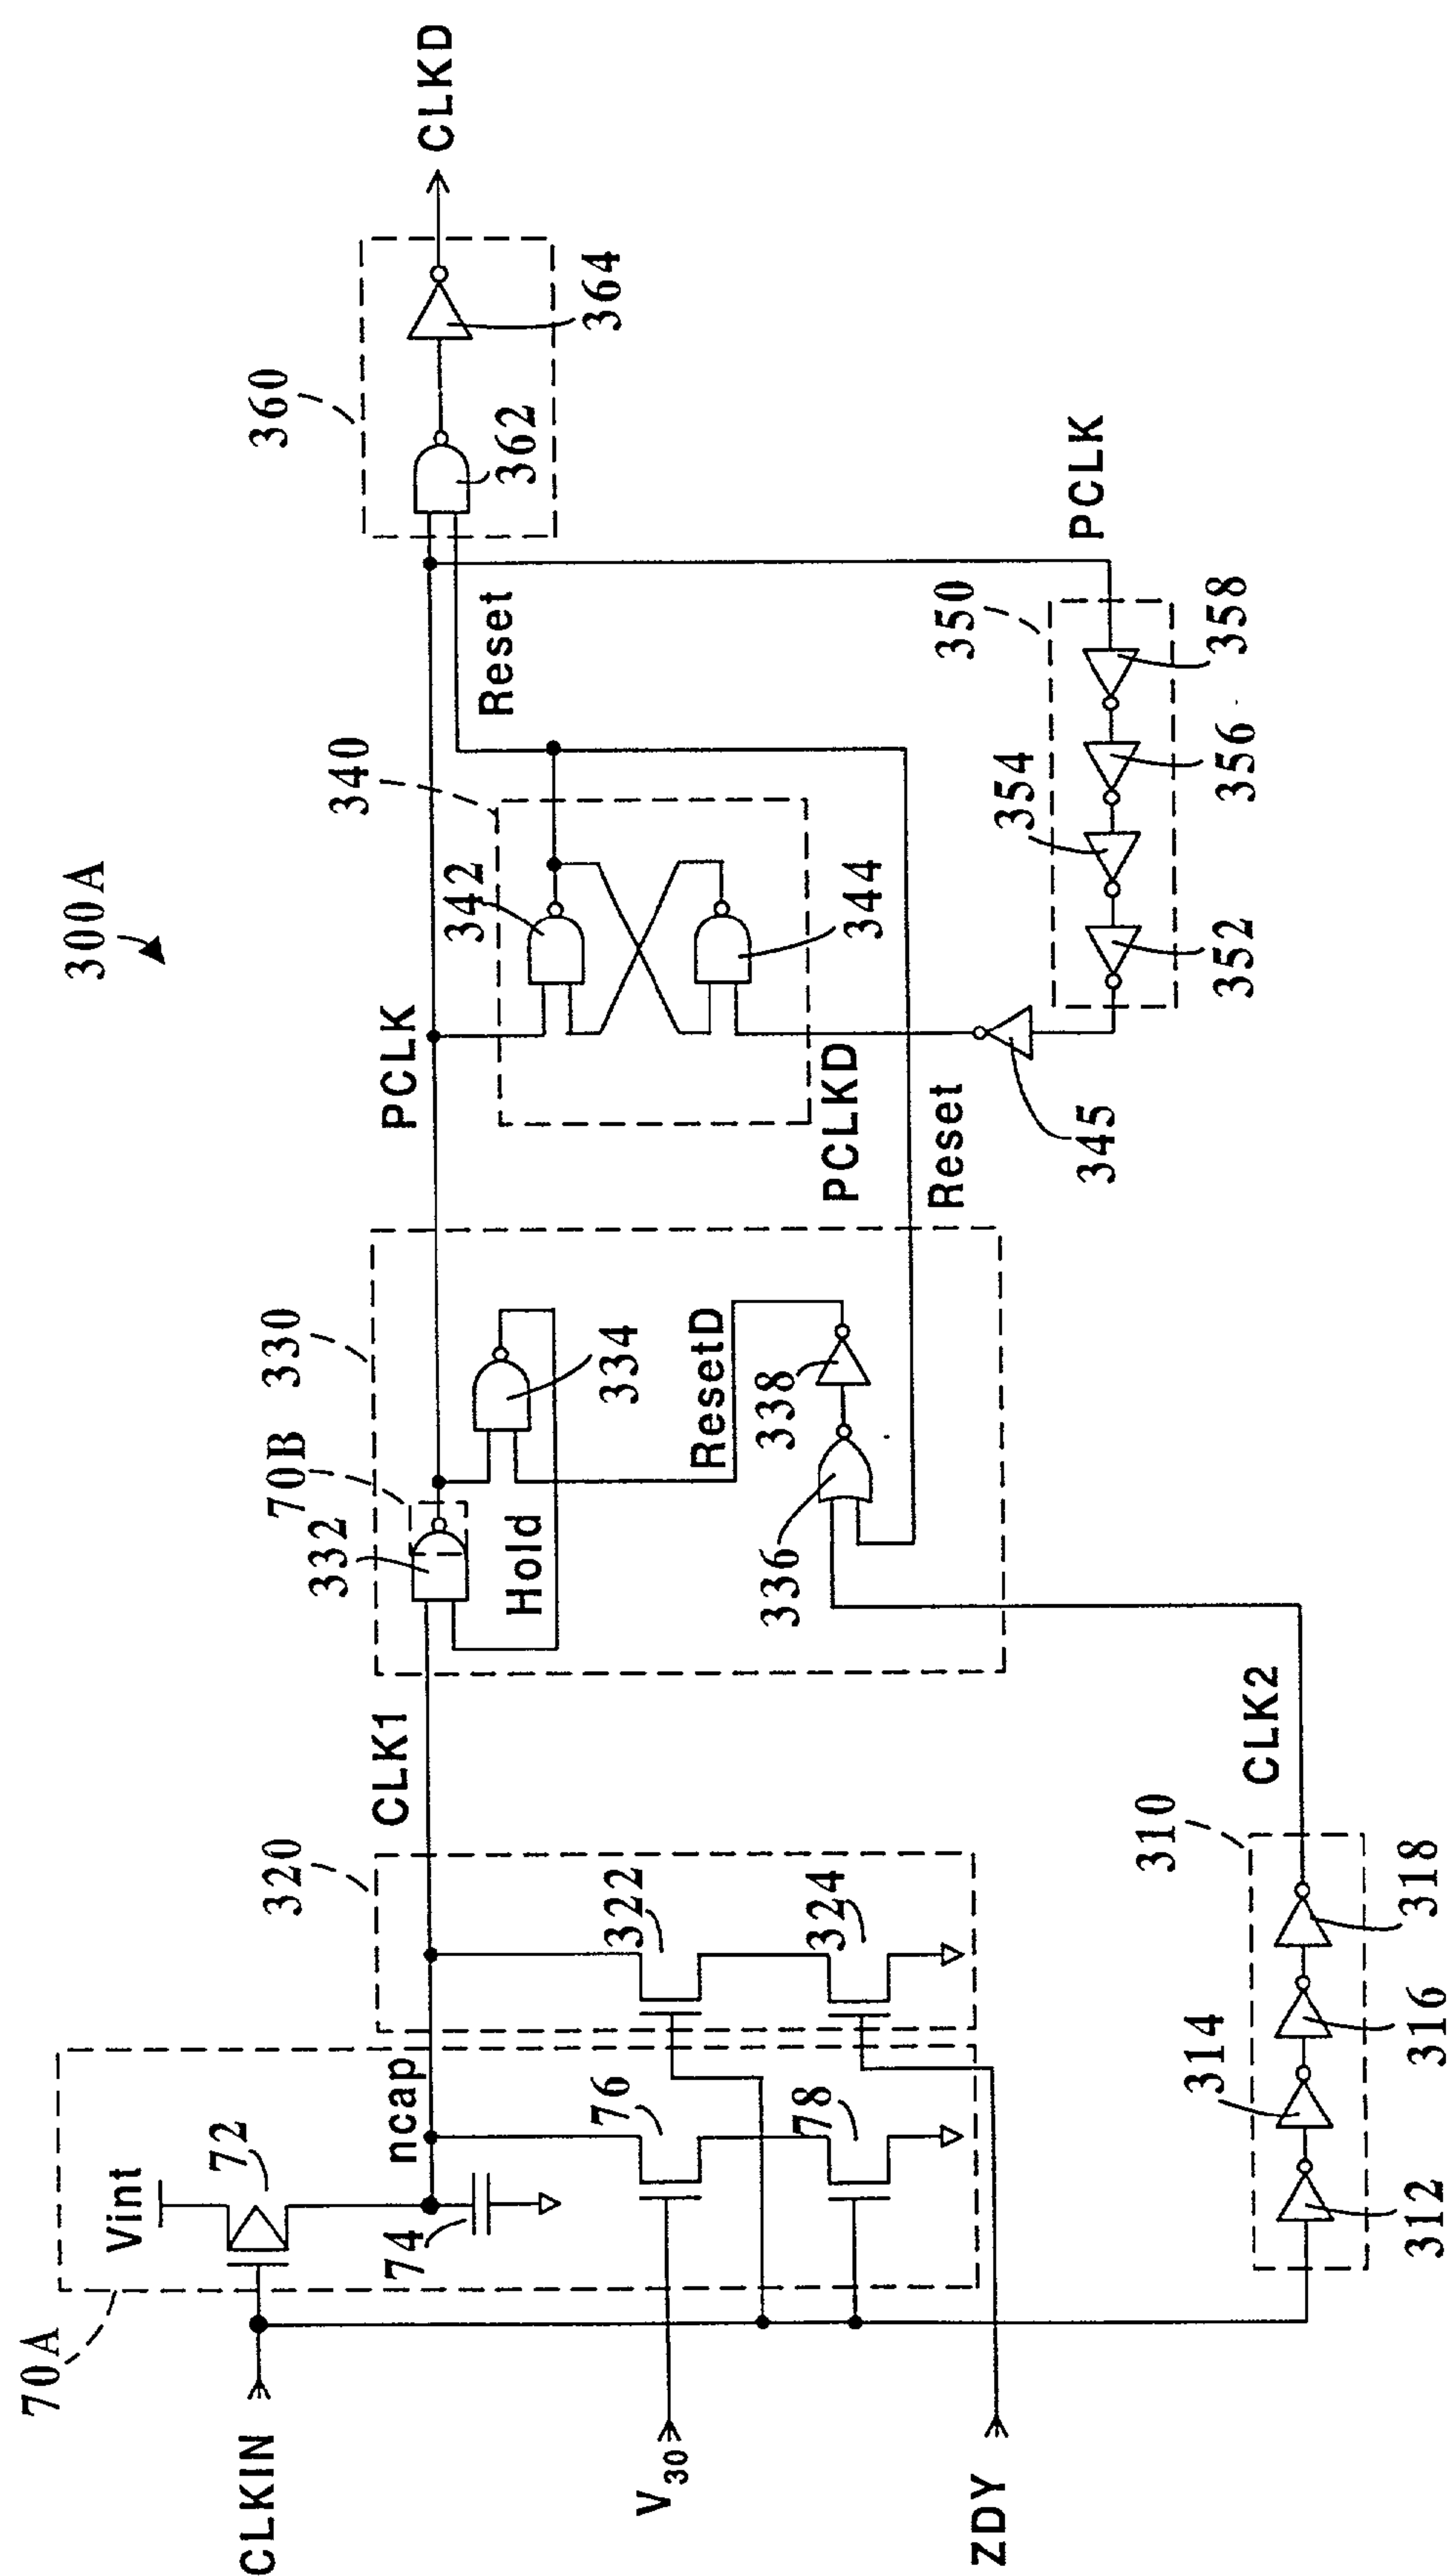 300A
70A
Vint
72
ncap
74
76
78
CLKIN
V30
ZDY
320
322
324
CLK1
310
312
314
316
318
CLK2
330
70B
332
334
Hold
ResetD
336
338
PCLK
340
342
344
PCLKD
Reset
345
Reset
350
352
354
356
358
PCLK
360
362
364
CLKD